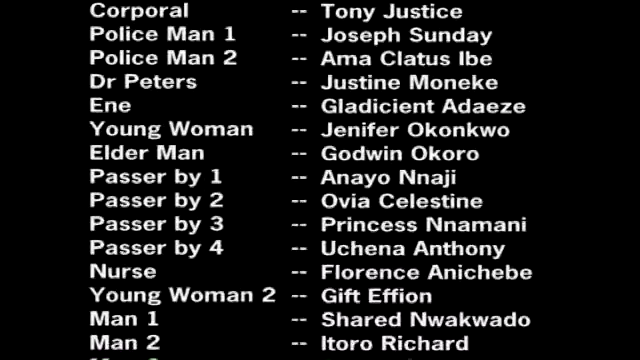 Corporal -- Tony Justice
Police Man 1 -- Joseph Sunday
Police Man 2 -- Ama Clatus Ibe
Dr Peters -- Justine Moneke
Ene -- Gladicient Adaeze
Young Woman -- Jenifer Okonkwo
Elder Man -- Godwin Okoro
Passer by 1 -- Anayo Nnaji
Passer by 2 -- Ovia Celestine
Passer by 3 -- Princess Nnamani
Passer by 4 -- Uchena Anthony
Nurse -- Florence Anichebe
Young Woman 2 -- Gift Effion
Man 1 -- Shared Nwakwado
Man 2 -- Itoro Richard